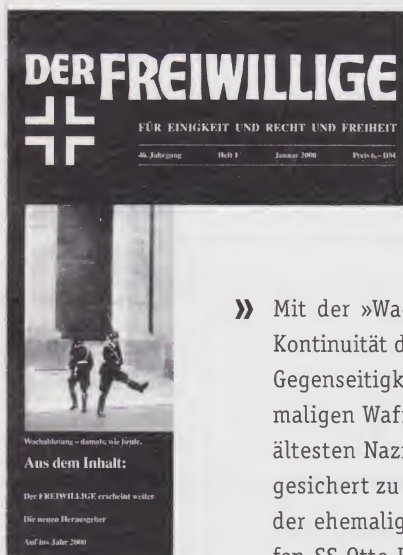 DER FREIWILLIGE
FÜR EINIGKEIT UND RECHT UND FREIHEIT
46. Jahrgang Heft 1 Januar 2000 Preis 6,– DM
Wachablösung – damals, wie heute.
Aus dem Inhalt:
Der FREIWILLIGE erscheint weiter
Die neuen Herausgeber
Auf ins Jahr 2000
» Mit der »Wa
Kontinuität d
Gegenseitigk
maligen Waff
ältesten Nazi
gesichert zu
der ehemalig
fen-SS Otto